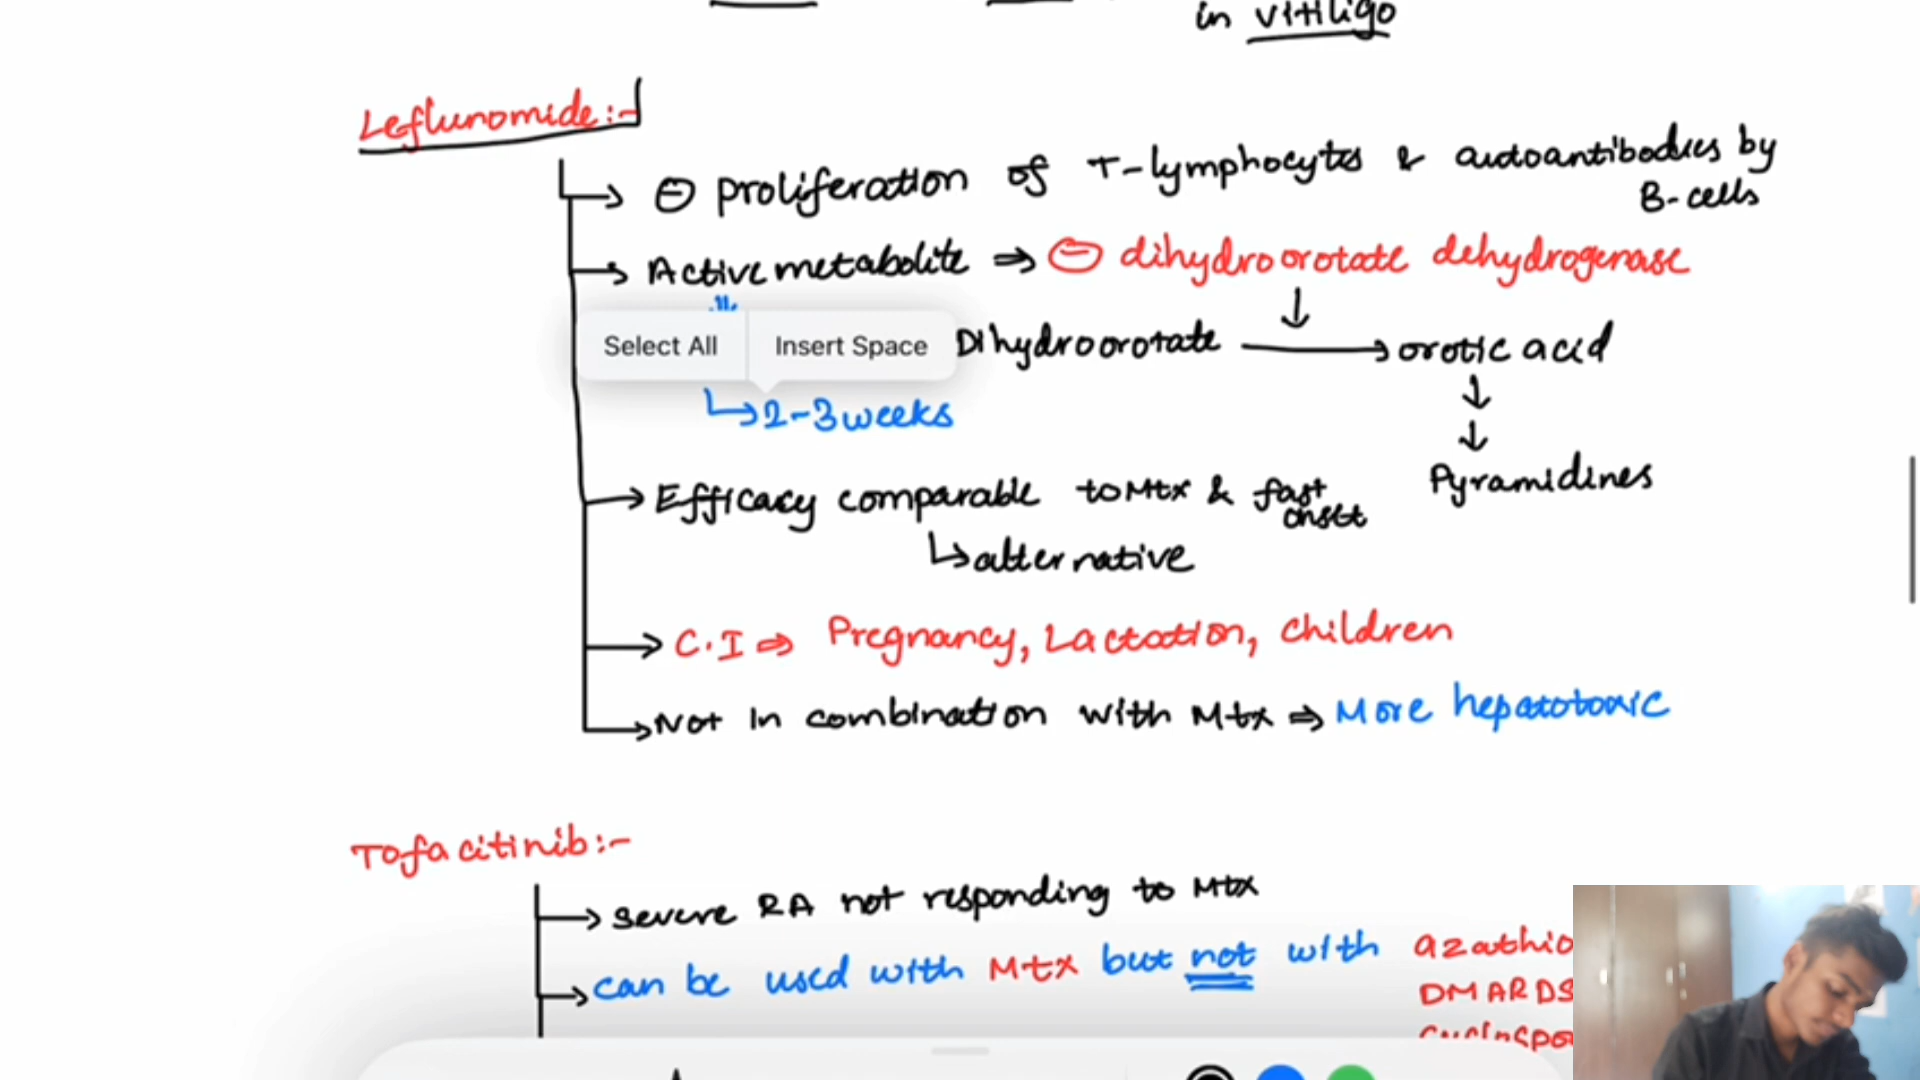 in vitiligo
Leflunomide:-
⊖ proliferation of T-lymphocytes & autoantibodies by
B-cells
Active metabolite ⇒ ⊖ dihydroorotate dehydrogenase
↓
Select All Insert Space Dihydroorotate → orotic acid
↓
→ 2-3 weeks
↓
Pyramidines
→ Efficacy comparable to Mtx & fast
onset
→ alternative
→ C.I ⇒ Pregnancy, Lactation, children
→ Not in combination with Mtx ⇒ More hepatotoxic
Tofacitinib:-
→ severe RA not responding to Mtx
→ can be used with Mtx but not with azathio
DMARDS